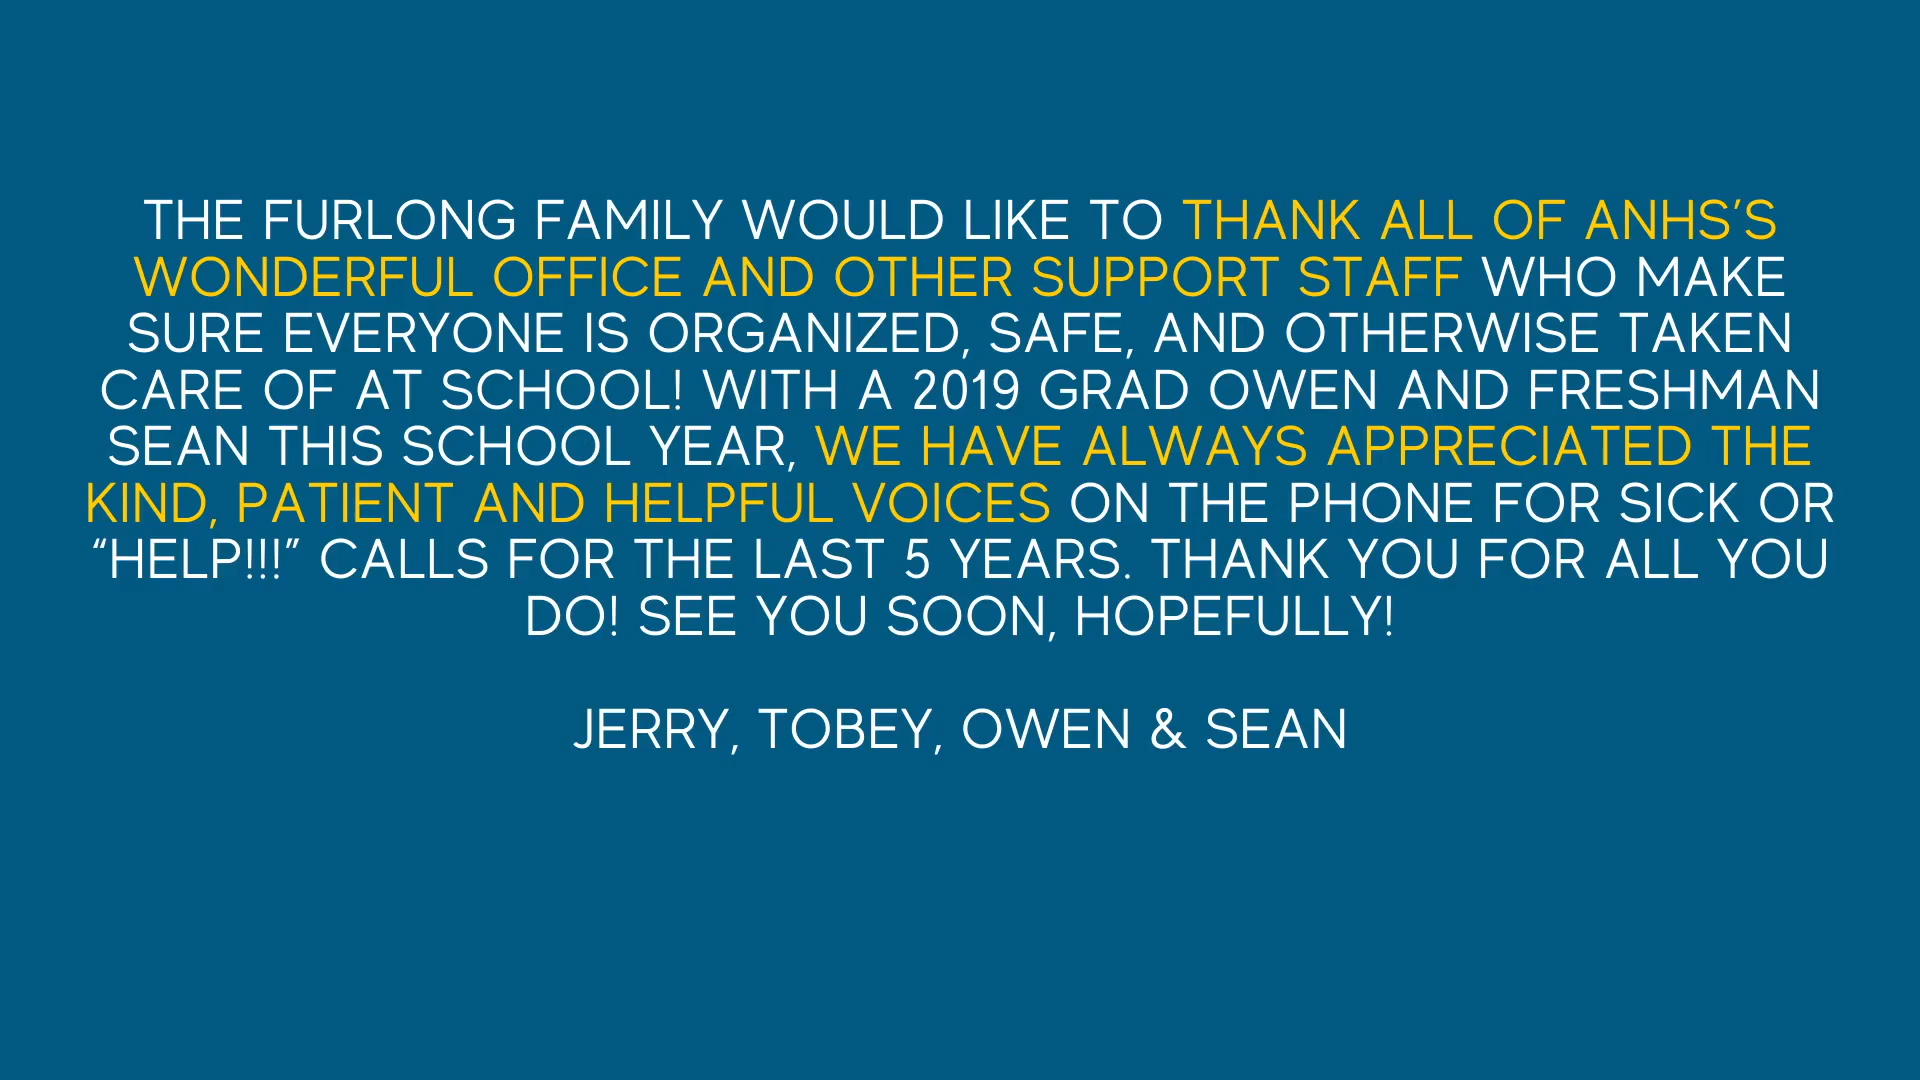 THE FURLONG FAMILY WOULD LIKE TO THANK ALL OF ANHS’S
WONDERFUL OFFICE AND OTHER SUPPORT STAFF WHO MAKE
SURE EVERYONE IS ORGANIZED, SAFE, AND OTHERWISE TAKEN
CARE OF AT SCHOOL! WITH A 2019 GRAD OWEN AND FRESHMAN
SEAN THIS SCHOOL YEAR, WE HAVE ALWAYS APPRECIATED THE
KIND, PATIENT AND HELPFUL VOICES ON THE PHONE FOR SICK OR
“HELP!!!” CALLS FOR THE LAST 5 YEARS. THANK YOU FOR ALL YOU
DO! SEE YOU SOON, HOPEFULLY!
JERRY, TOBEY, OWEN & SEAN